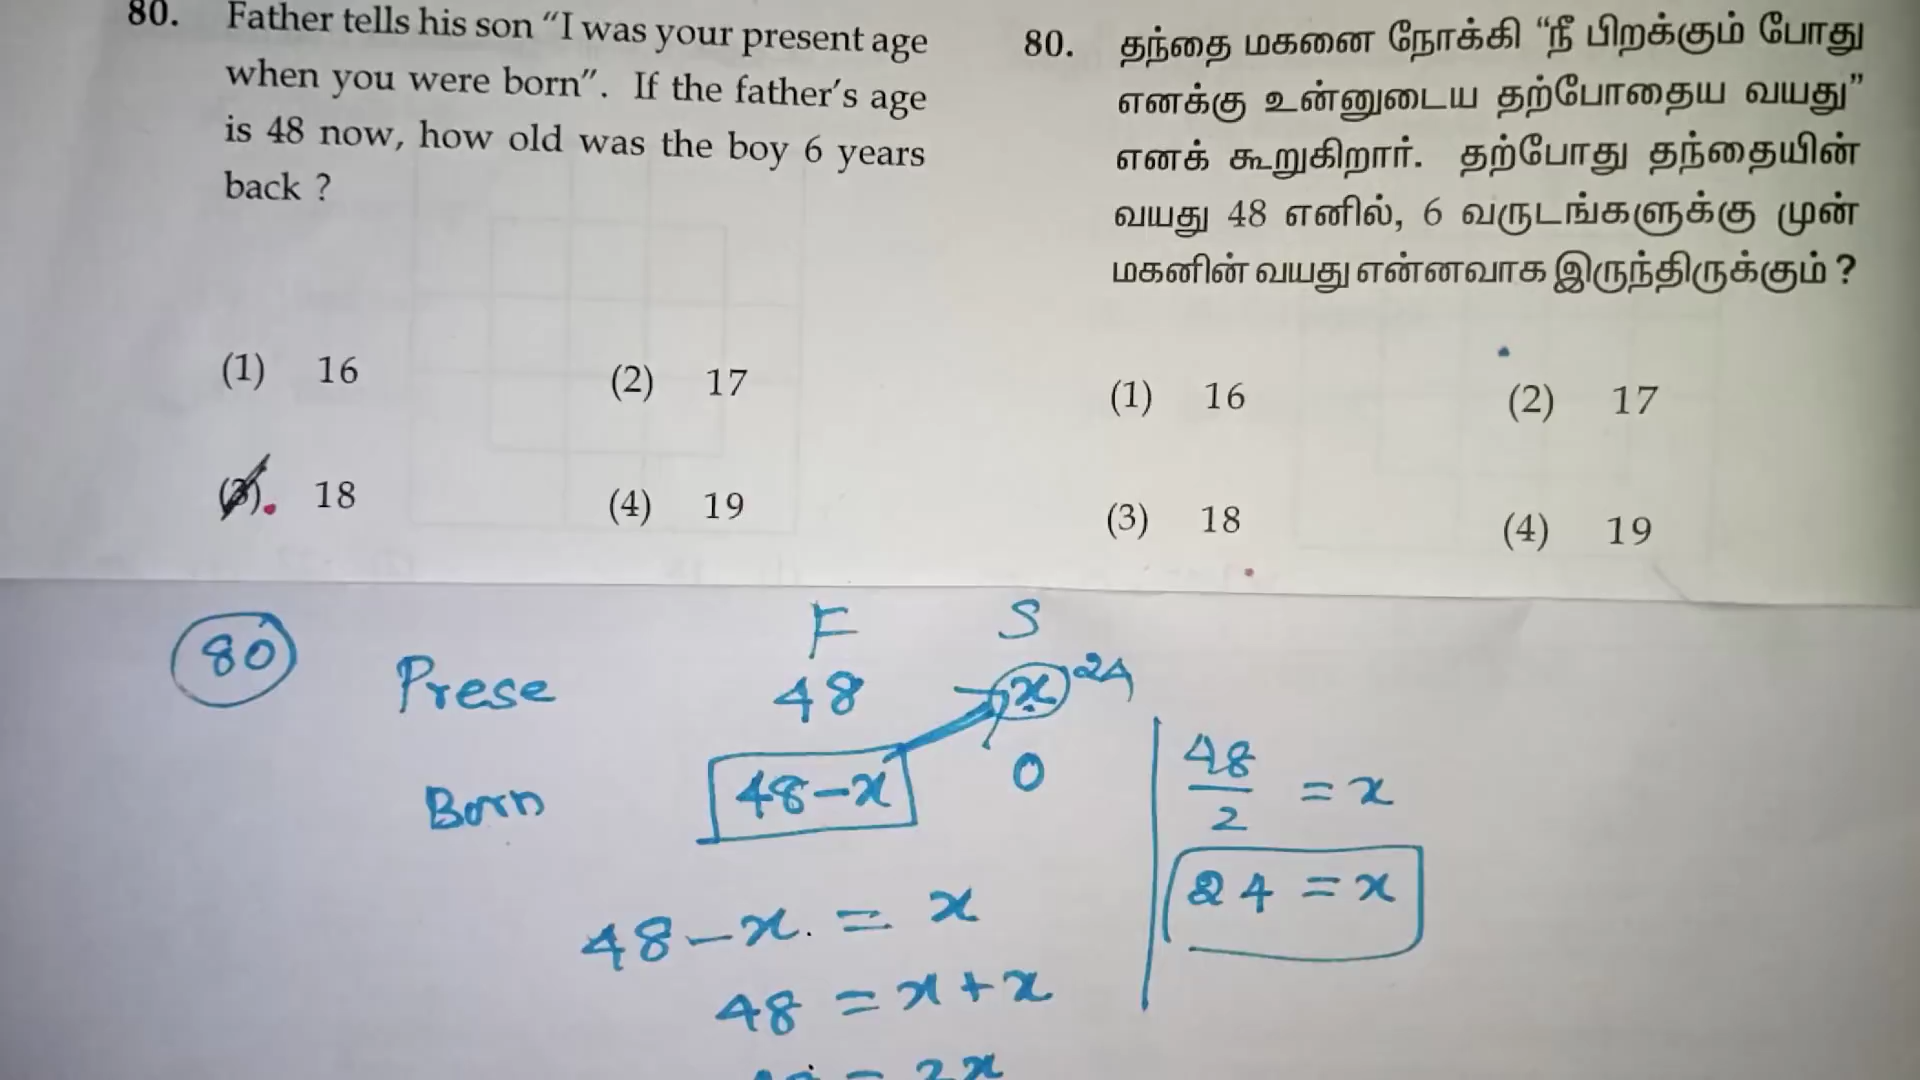 80. Father tells his son “I was your present age
when you were born”. If the father's age
is 48 now, how old was the boy 6 years
back ?
(1) 16 (2) 17
(3) 18 (4) 19
80. தந்தை மகனை நோக்கி “நீ பிறக்கும் போது
எனக்கு உன்னுடைய தற்போதைய வயது”
எனக் கூறுகிறார். தற்போது தந்தையின்
வயது 48 எனில், 6 வருடங்களுக்கு முன்
மகனின் வயது என்னவாக இருந்திருக்கும் ?
(1) 16 (2) 17
(3) 18 (4) 19
80
F S
Prese 48 x 24
Born 48-x 0
48-x = x
48 = x+x
= 2x
48/2 = x
24 = x